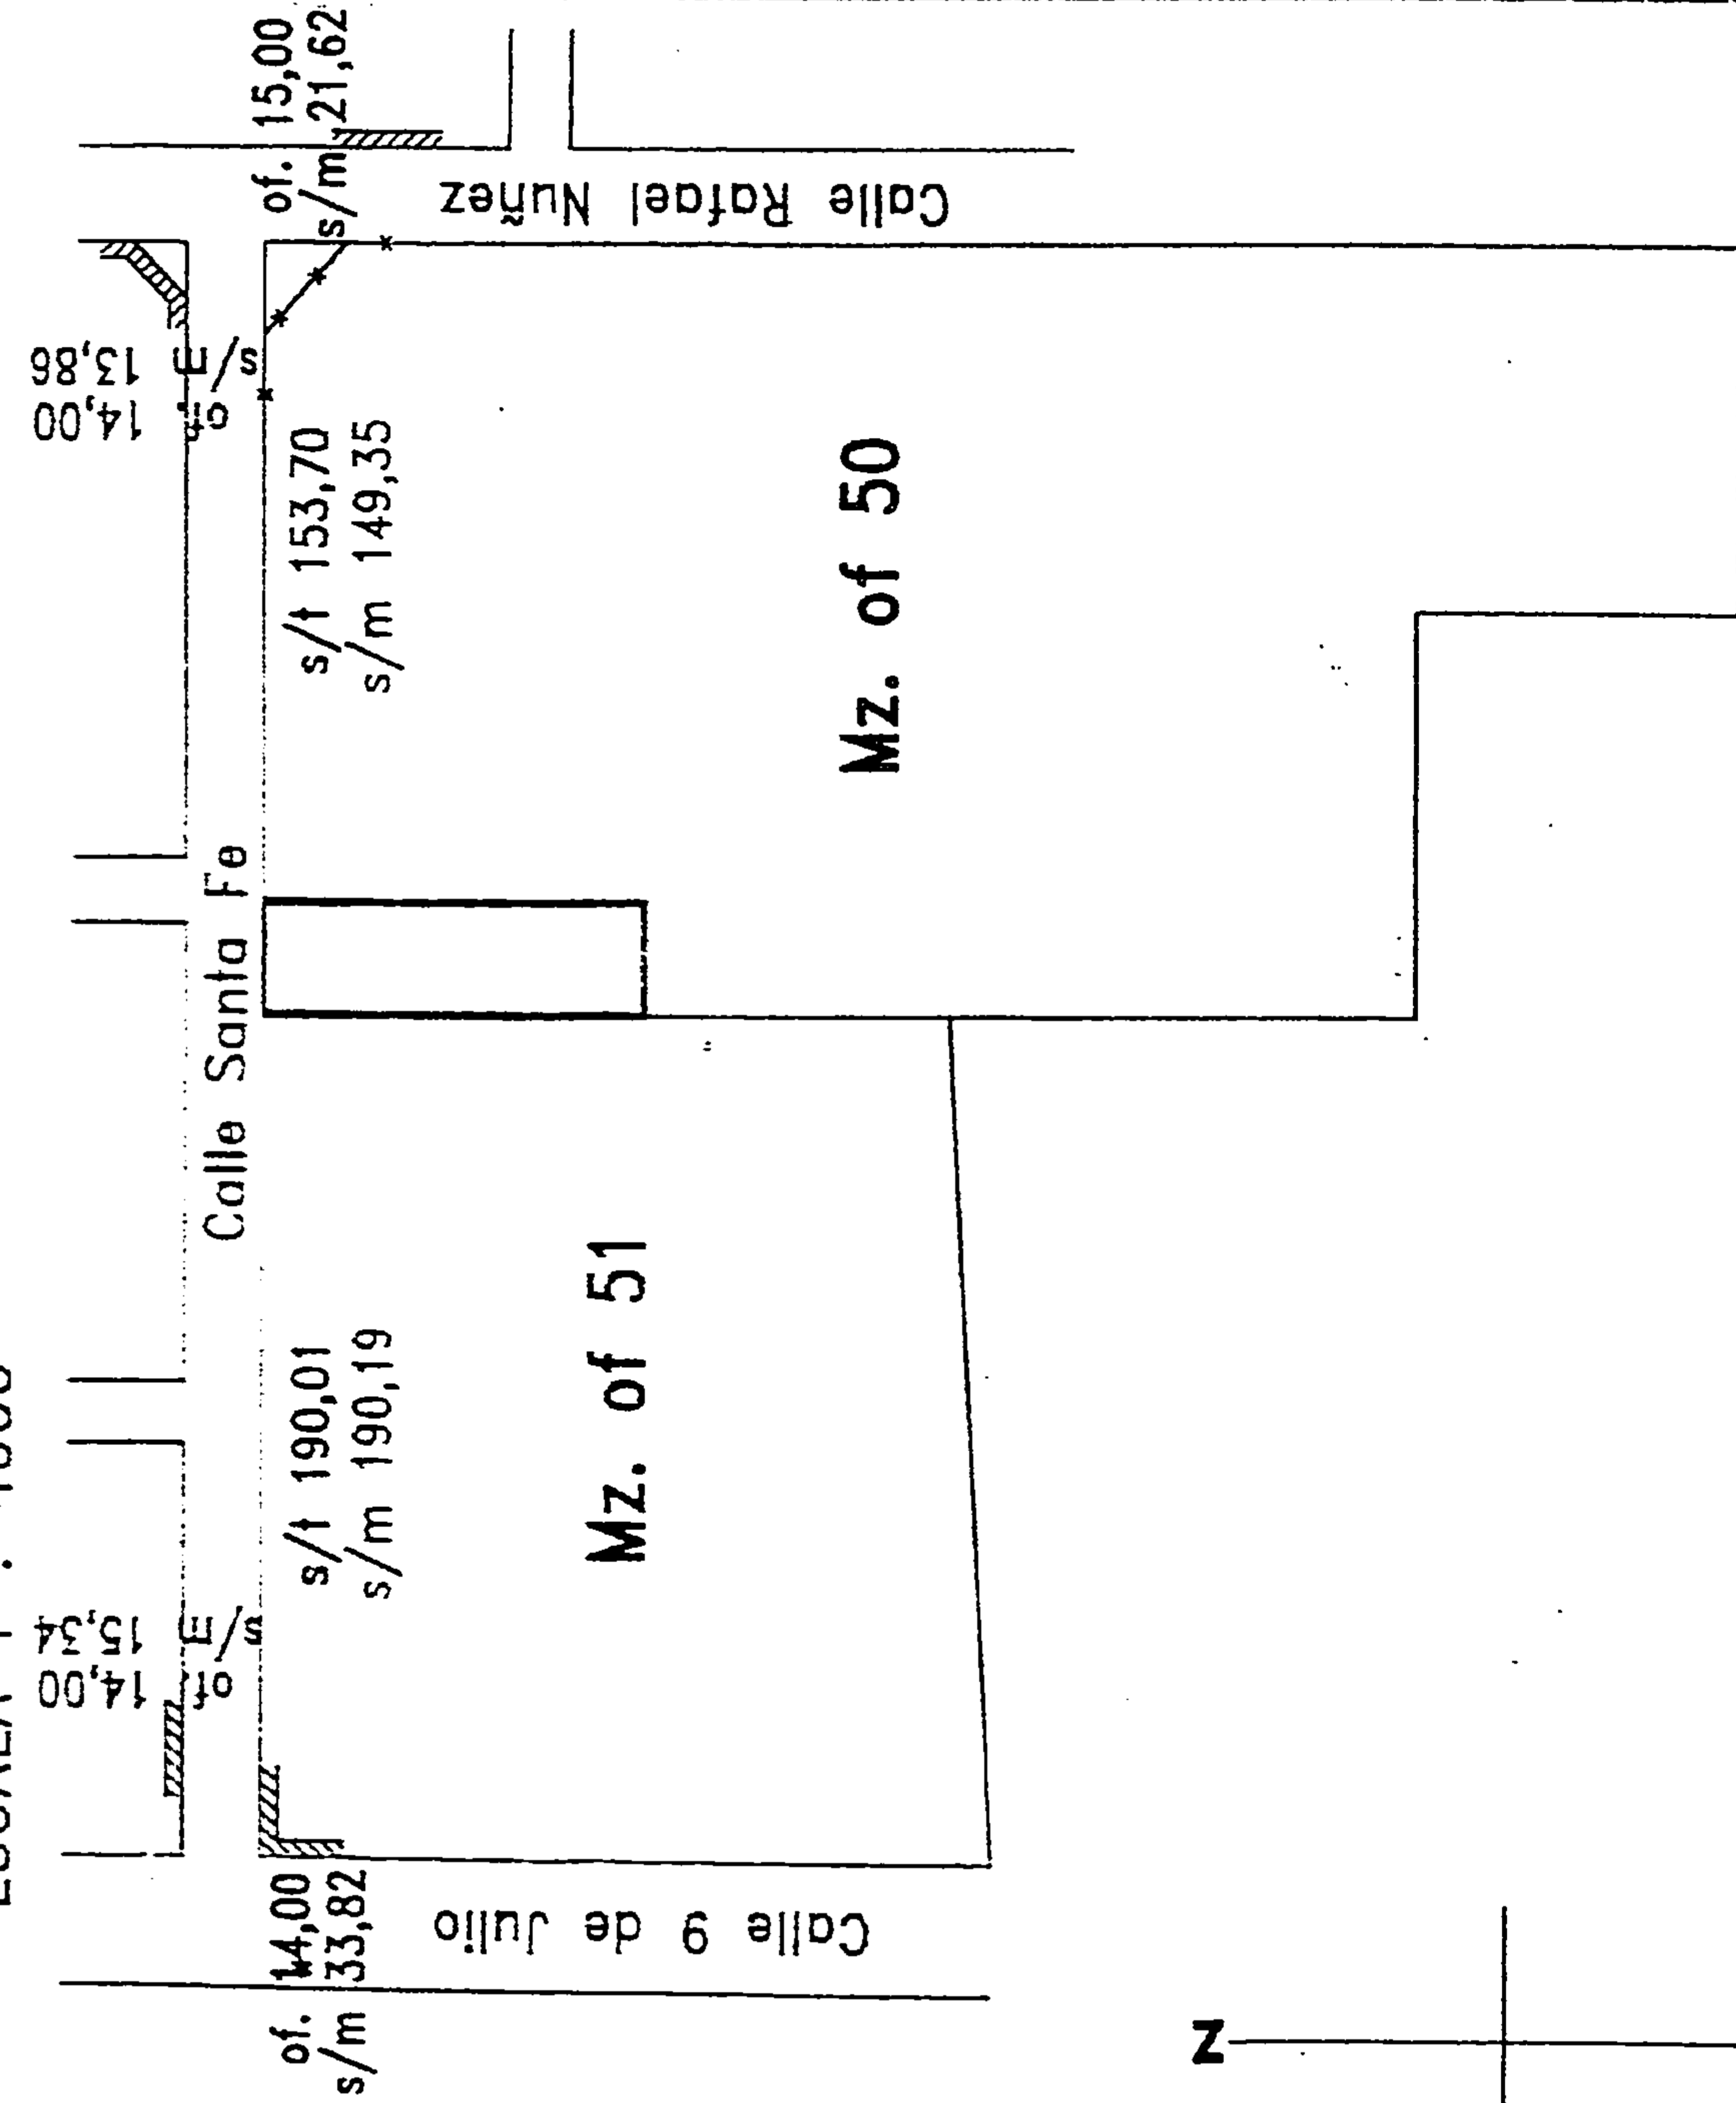 of. 15,00
s/m 21,62
Calle Rafael Nuñez
s/m 13,86
of. 14,00
s/t 153,70
s/m 149,35
Mz. of 50
Calle Santa Fe
s/t 190,01
s/m 190,19
Mz. of 51
s/m 15,34
of. 14,00
of. 14,00
s/m 33,82
Calle 9 de Julio
N